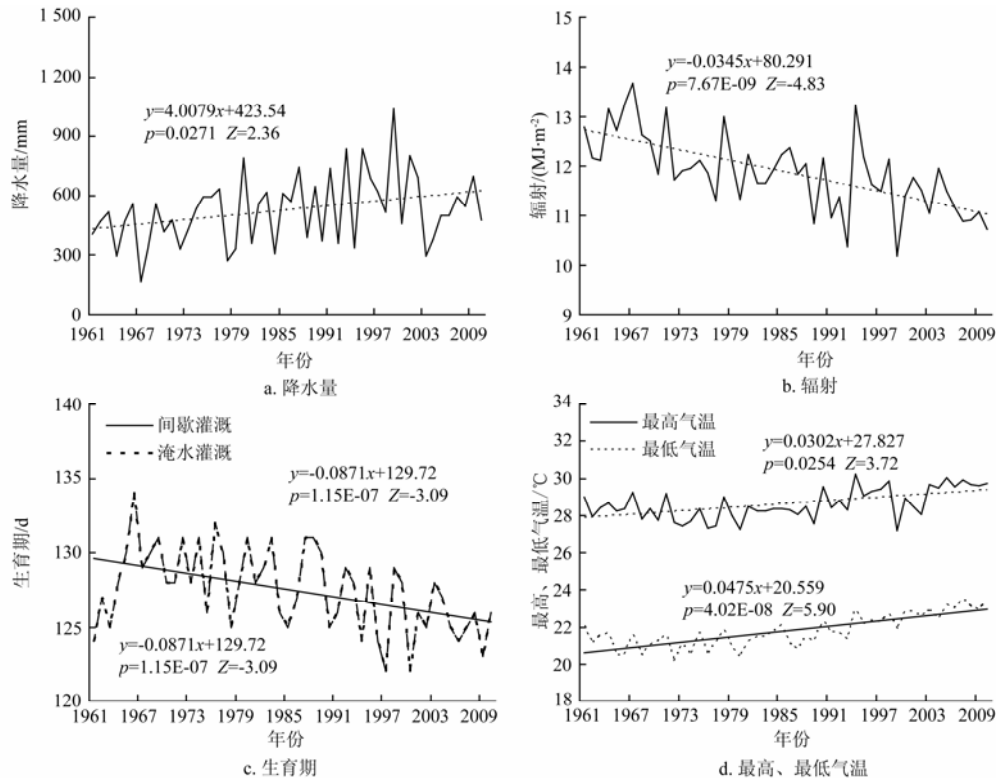 1 500
1 200
900
600
300
0
降水量/mm
y=4.0079x+423.54
p=0.0271 Z=2.36
1961 1967 1973 1979 1985 1991 1997 2003 2009
年份
a. 降水量
15
14
13
12
11
10
9
辐射/(MJ·m⁻²)
y=-0.0345x+80.291
p=7.67E-09 Z=-4.83
1961 1967 1973 1979 1985 1991 1997 2003 2009
年份
b. 辐射
140
135
130
125
120
生育期/d
间歇灌溉
淹水灌溉
y=-0.0871x+129.72
p=1.15E-07 Z=-3.09
y=-0.0871x+129.72
p=1.15E-07 Z=-3.09
1961 1967 1973 1979 1985 1991 1997 2003 2009
年份
c. 生育期
34
32
30
28
26
24
22
20
18
最高、最低气温/℃
最高气温
最低气温
y=0.0302x+27.827
p=0.0254 Z=3.72
y=0.0475x+20.559
p=4.02E-08 Z=5.90
1961 1967 1973 1979 1985 1991 1997 2003 2009
年份
d. 最高、最低气温